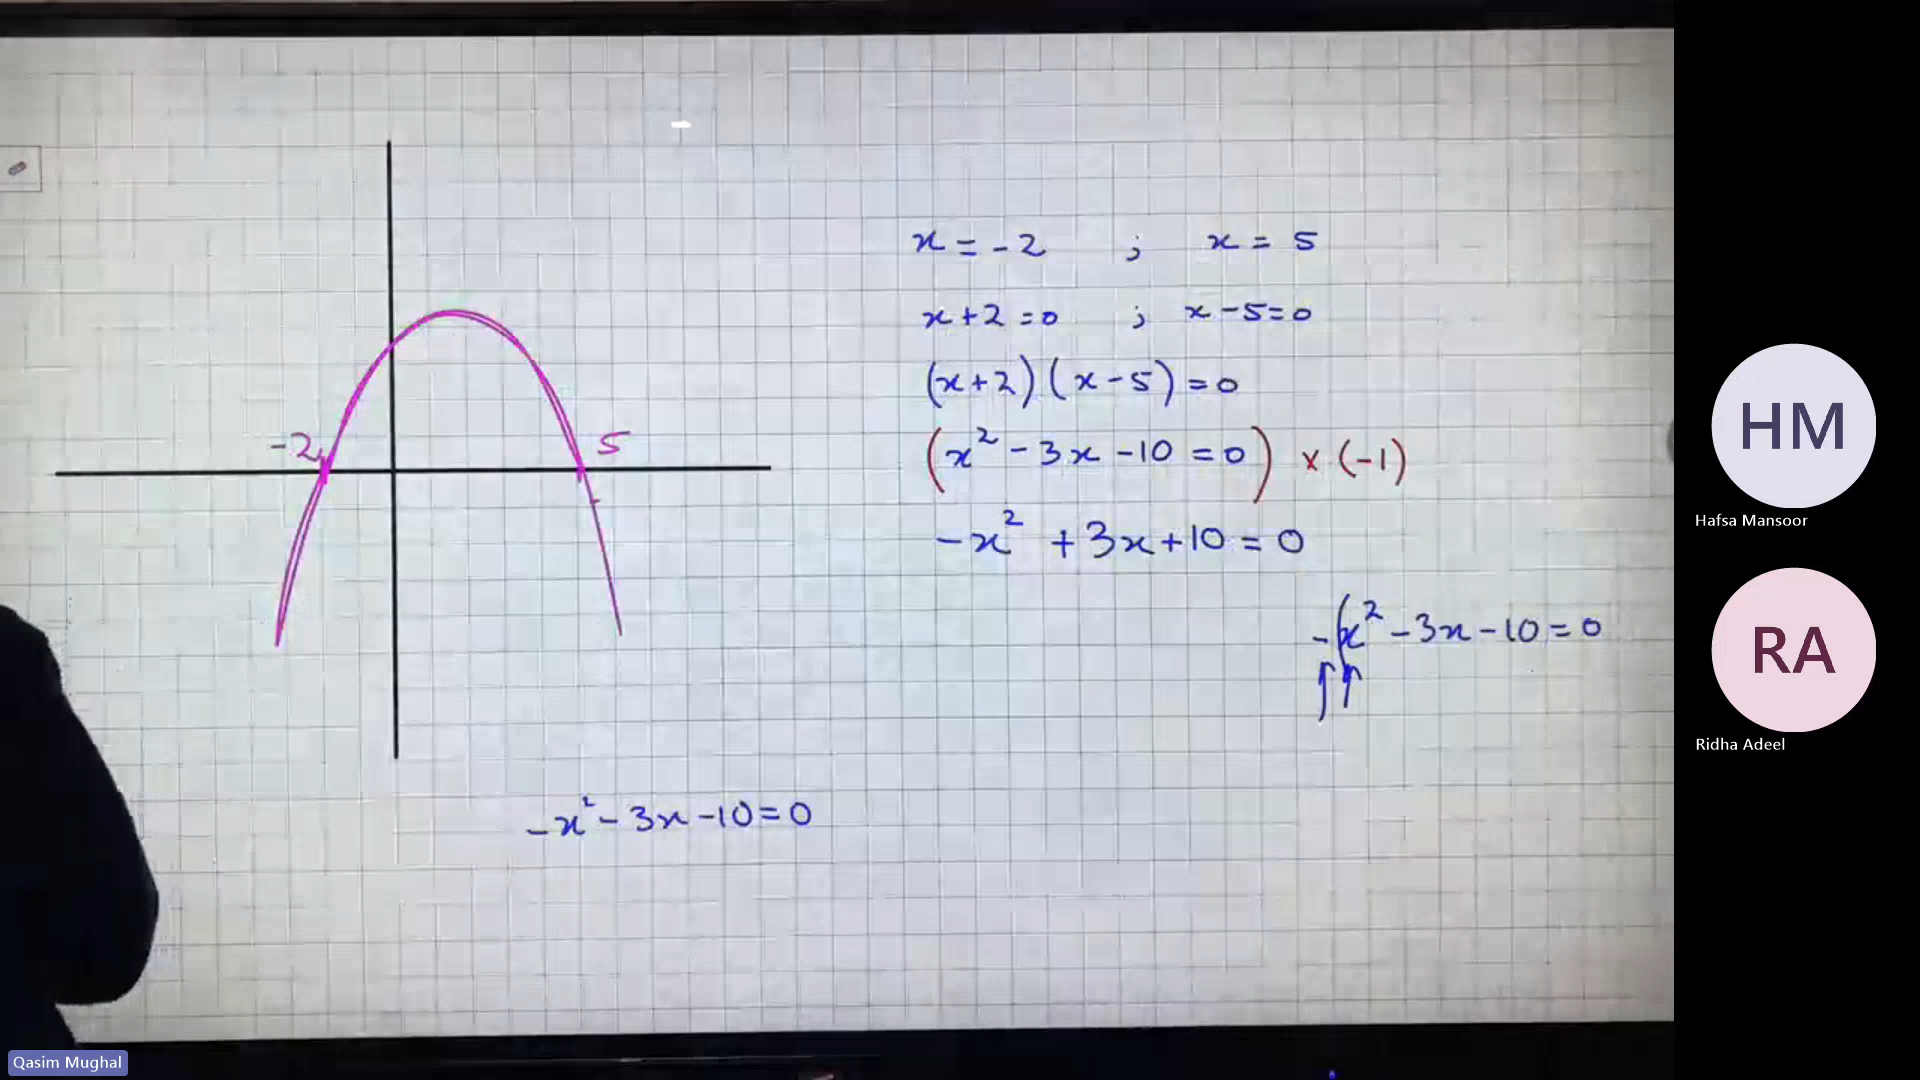 -2
5
x = -2 ; x = 5
x+2 = 0 ; x-5=0
(x+2)(x-5) = 0
(x² - 3x - 10 = 0) × (-1)
-x² + 3x + 10 = 0
-(x² - 3x - 10 = 0
-x² - 3x - 10 = 0
HM
Hafsa Mansoor
RA
Ridha Adeel
Qasim Mughal